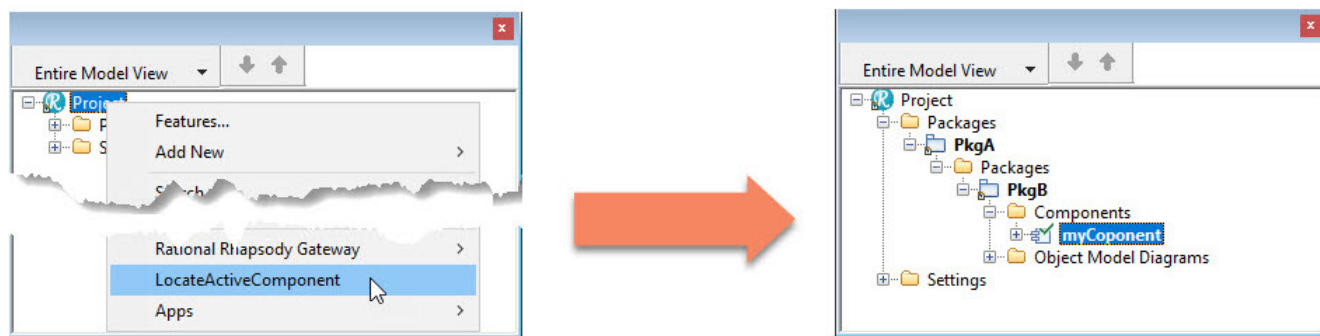 Entire Model View
Project
P
S
Features...
Add New
Search
Rational Rhapsody Gateway
LocateActiveComponent
Apps
Entire Model View
Project
Packages
PkgA
Packages
PkgB
Components
myCoponent
Object Model Diagrams
Settings